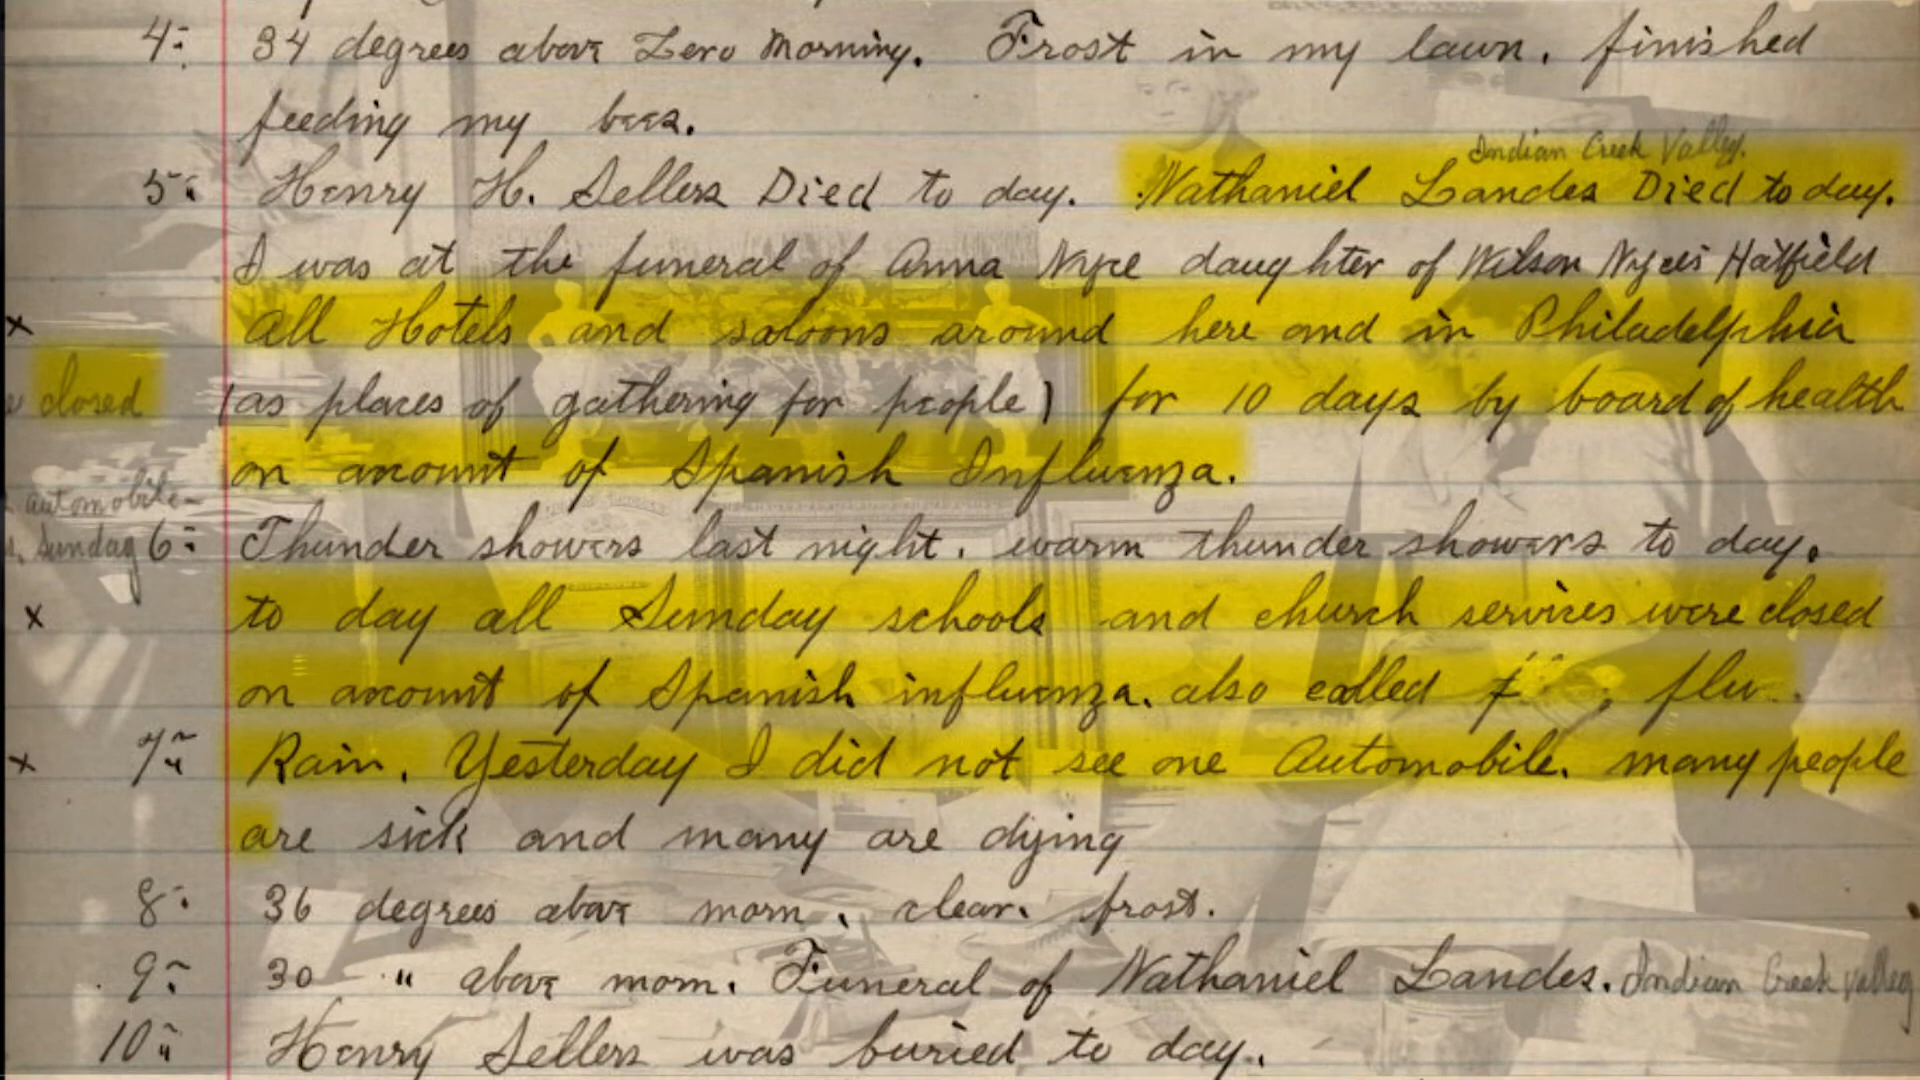 4: 34 degrees above Zero Morning. Frost in my lawn. finished
feeding my bees.
Indian Creek Valley.
5: Henry H. Sellers Died to day. Nathaniel Landes Died to day.
I was at the funeral of Anna Nyce daughter of Wilson Nyces Hatfield
x All Hotels and saloons around here and in Philadelphia
closed (as places of gathering for people) for 10 days by board of health
on account of Spanish Influenza.
automobile
Sunday 6: Thunder showers last night. warm thunder showers to day.
x to day all Sunday schools and church services were closed
on account of Spanish influenza. also called flu
x 7" Rain. Yesterday I did not see one Automobile. many people
are sick and many are dying
8: 36 degrees above morn. clear. frost.
9: 30 " above morn. Funeral of Nathaniel Landes. Indian Creek Valley
10" Henry Sellers was buried to day.